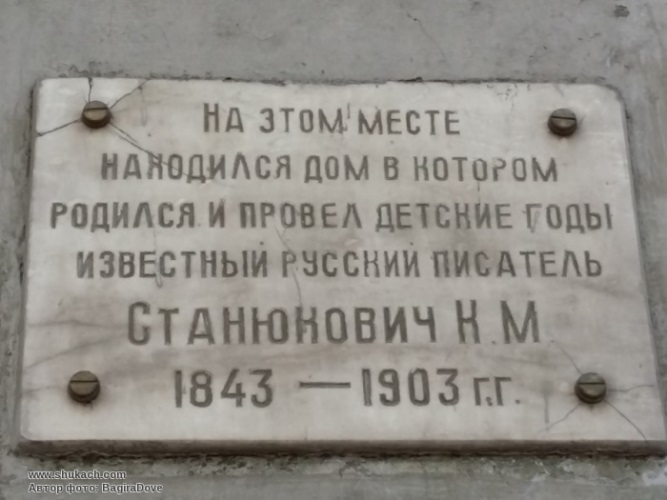 На этом месте
находился дом в котором
родился и провел детские годы
известный русский писатель
Станюкович К.М
1843 — 1903 г.г.
www.shukach.com
Автор фото: BagiraDove